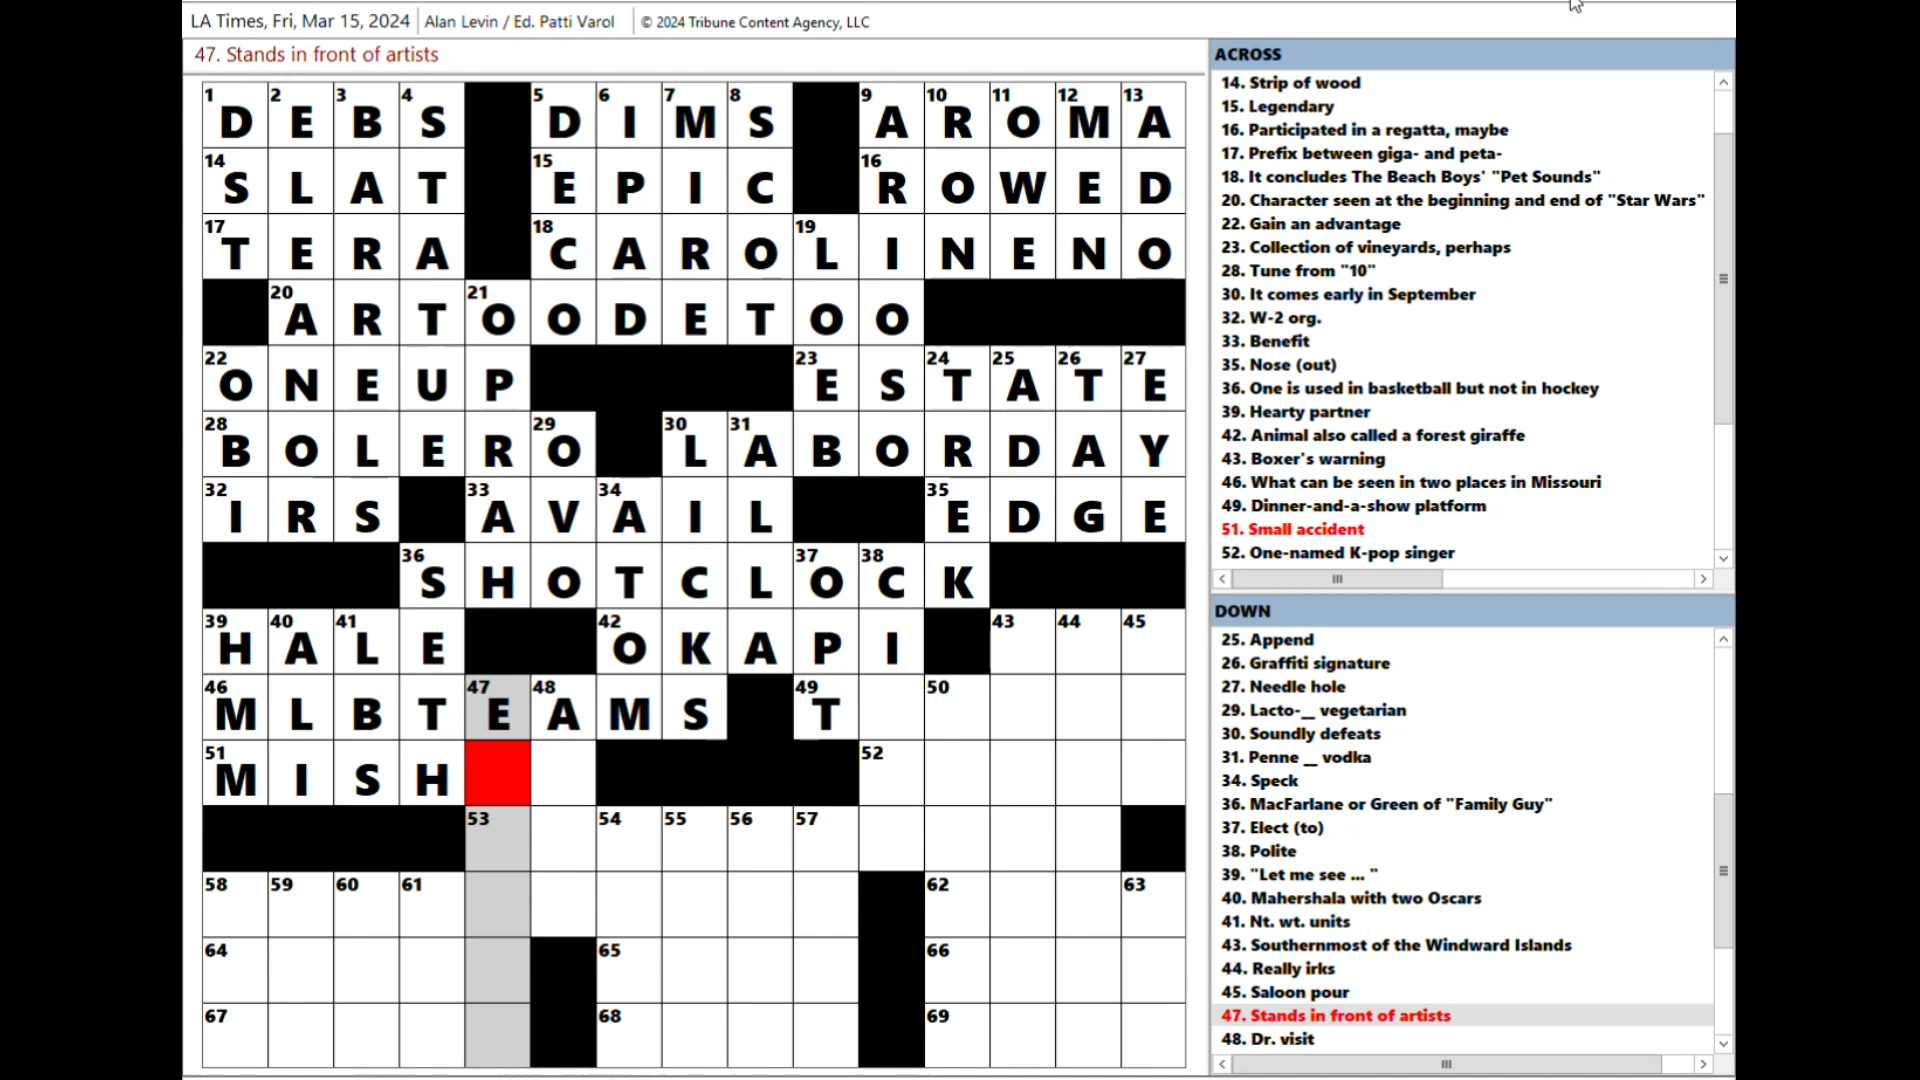 LA Times, Fri, Mar 15, 2024 Alan Levin / Ed. Patti Varol © 2024 Tribune Content Agency, LLC
47. Stands in front of artists
1 2 3 4 5 6 7 8 9 10 11 12 13
D E B S D I M S A R O M A
14 15 16
S L A T E P I C R O W E D
17 18 19
T E R A C A R O L I N E N O
20 21
A R T O O D E T O O
22 23 24 25 26 27
O N E U P E S T A T E
28 29 30 31
B O L E R O L A B O R D A Y
32 33 34 35
I R S A V A I L E D G E
36 37 38
S H O T C L O C K
39 40 41 42 43 44 45
H A L E O K A P I
46 47 48 49 50
M L B T E A M S T
51 52
M I S H
53 54 55 56 57
58 59 60 61 62 63
64 65 66
67 68 69
ACROSS
14. Strip of wood
15. Legendary
16. Participated in a regatta, maybe
17. Prefix between giga- and peta-
18. It concludes The Beach Boys' "Pet Sounds"
20. Character seen at the beginning and end of "Star Wars"
22. Gain an advantage
23. Collection of vineyards, perhaps
28. Tune from "10"
30. It comes early in September
32. W-2 org.
33. Benefit
35. Nose (out)
36. One is used in basketball but not in hockey
39. Hearty partner
42. Animal also called a forest giraffe
43. Boxer's warning
46. What can be seen in two places in Missouri
49. Dinner-and-a-show platform
51. Small accident
52. One-named K-pop singer
DOWN
25. Append
26. Graffiti signature
27. Needle hole
29. Lacto-__ vegetarian
30. Soundly defeats
31. Penne __ vodka
34. Speck
36. MacFarlane or Green of "Family Guy"
37. Elect (to)
38. Polite
39. "Let me see ... "
40. Mahershala with two Oscars
41. Nt. wt. units
43. Southernmost of the Windward Islands
44. Really irks
45. Saloon pour
47. Stands in front of artists
48. Dr. visit